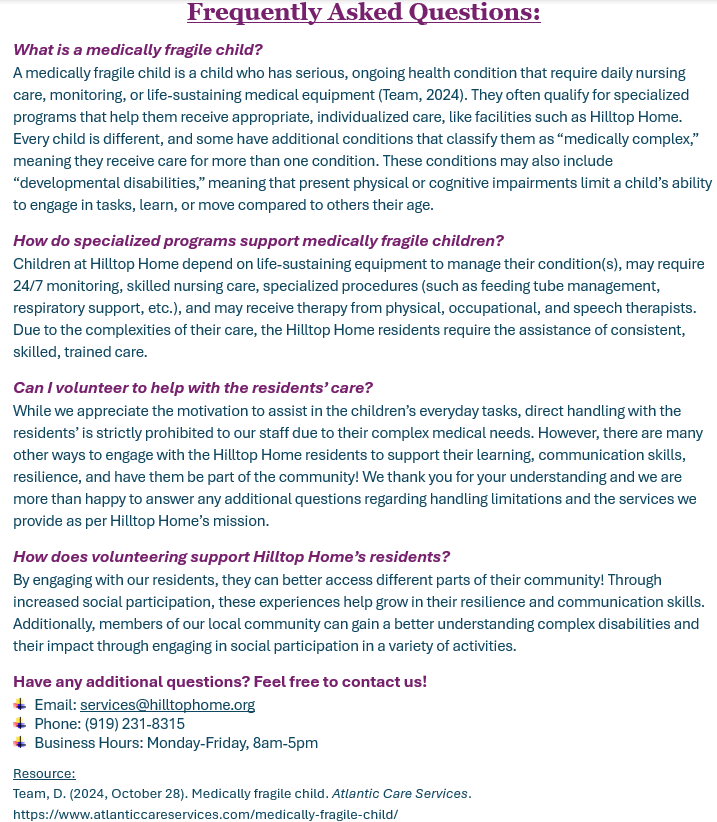 Frequently Asked Questions:
What is a medically fragile child?
A medically fragile child is a child who has serious, ongoing health condition that require daily nursing
care, monitoring, or life-sustaining medical equipment (Team, 2024). They often qualify for specialized
programs that help them receive appropriate, individualized care, like facilities such as Hilltop Home.
Every child is different, and some have additional conditions that classify them as “medically complex,”
meaning they receive care for more than one condition. These conditions may also include
“developmental disabilities,” meaning that present physical or cognitive impairments limit a child’s ability
to engage in tasks, learn, or move compared to others their age.
How do specialized programs support medically fragile children?
Children at Hilltop Home depend on life-sustaining equipment to manage their condition(s), may require
24/7 monitoring, skilled nursing care, specialized procedures (such as feeding tube management,
respiratory support, etc.), and may receive therapy from physical, occupational, and speech therapists.
Due to the complexities of their care, the Hilltop Home residents require the assistance of consistent,
skilled, trained care.
Can I volunteer to help with the residents’ care?
While we appreciate the motivation to assist in the children’s everyday tasks, direct handling with the
residents’ is strictly prohibited to our staff due to their complex medical needs. However, there are many
other ways to engage with the Hilltop Home residents to support their learning, communication skills,
resilience, and have them be part of the community! We thank you for your understanding and we are
more than happy to answer any additional questions regarding handling limitations and the services we
provide as per Hilltop Home’s mission.
How does volunteering support Hilltop Home’s residents?
By engaging with our residents, they can better access different parts of their community! Through
increased social participation, these experiences help grow in their resilience and communication skills.
Additionally, members of our local community can gain a better understanding complex disabilities and
their impact through engaging in social participation in a variety of activities.
Have any additional questions? Feel free to contact us!
Email: services@hilltophome.org
Phone: (919) 231-8315
Business Hours: Monday-Friday, 8am-5pm
Resource:
Team, D. (2024, October 28). Medically fragile child. Atlantic Care Services.
https://www.atlanticcareservices.com/medically-fragile-child/